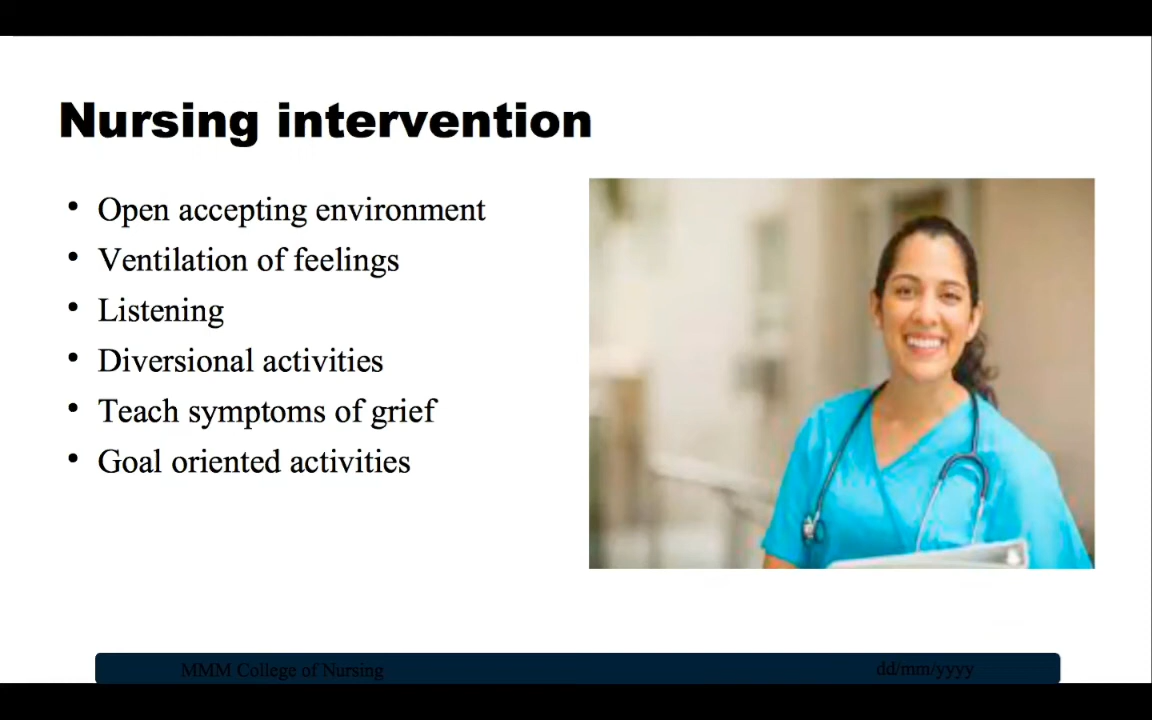 Nursing intervention
• Open accepting environment
• Ventilation of feelings
• Listening
• Diversional activities
• Teach symptoms of grief
• Goal oriented activities
MMM College of Nursing
dd/mm/yyyy